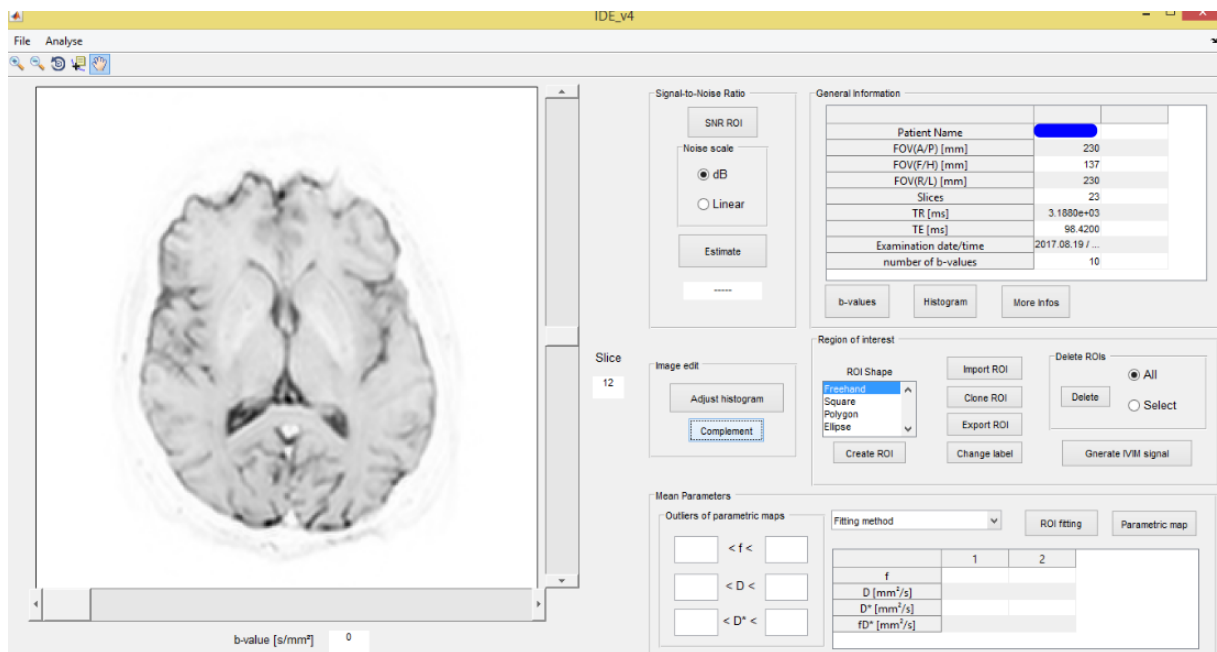 IDE_v4
File Analyse
Signal-to-Noise Ratio
SNR ROI
Noise scale
dB
Linear
Estimate
-----
General Information
Patient Name
FOV(A/P) [mm] 230
FOV(F/H) [mm] 137
FOV(R/L) [mm] 230
Slices 23
TR [ms] 3.1880e+03
TE [ms] 98.4200
Examination date/time 2017.08.19 / ...
number of b-values 10
b-values Histogram More Infos
Slice
12
Image edit
Adjust histogram
Complement
Region of interest
ROI Shape
Freehand
Square
Polygon
Ellipse
Create ROI
Import ROI
Clone ROI
Export ROI
Change label
Delete ROIs
All
Delete
Select
Gnerate IVIM signal
Mean Parameters
Outliers of parametric maps
< f <
< D <
< D* <
Fitting method
ROI fitting
Parametric map
1 2
f
D [mm²/s]
D* [mm²/s]
fD* [mm²/s]
b-value [s/mm²] 0